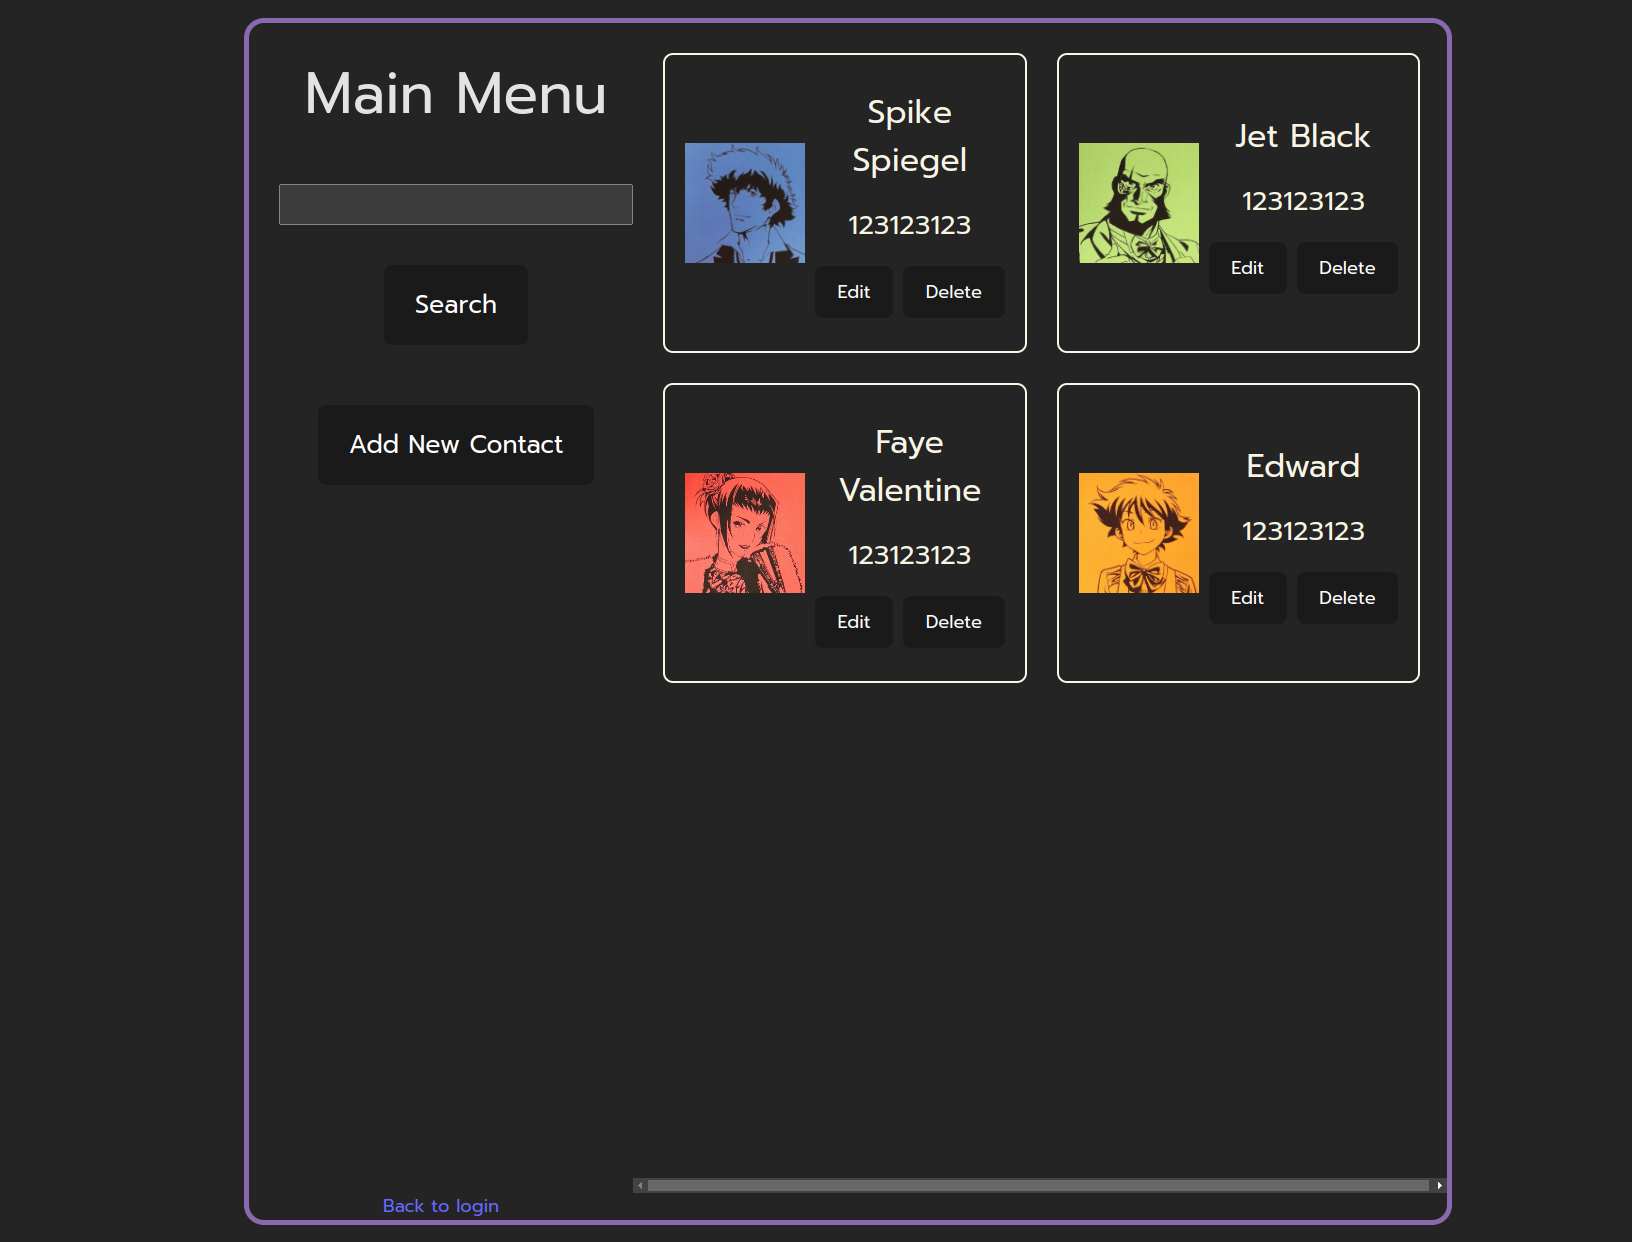 Main Menu
Search
Add New Contact
Back to login
Spike
Spiegel
123123123
Edit
Delete
Jet Black
123123123
Edit
Delete
Faye
Valentine
123123123
Edit
Delete
Edward
123123123
Edit
Delete